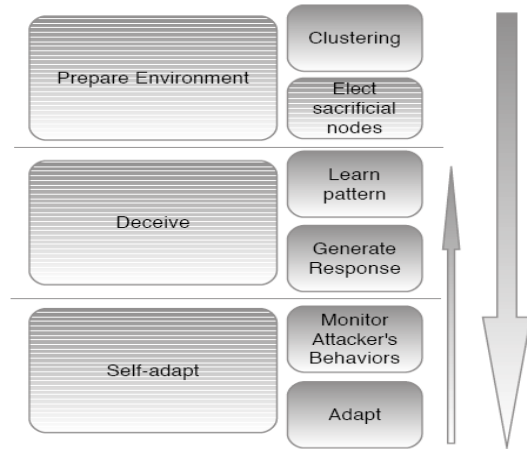 Prepare Environment
Clustering
Elect
sacrificial
nodes
Deceive
Learn
pattern
Generate
Response
Self-adapt
Monitor
Attacker's
Behaviors
Adapt